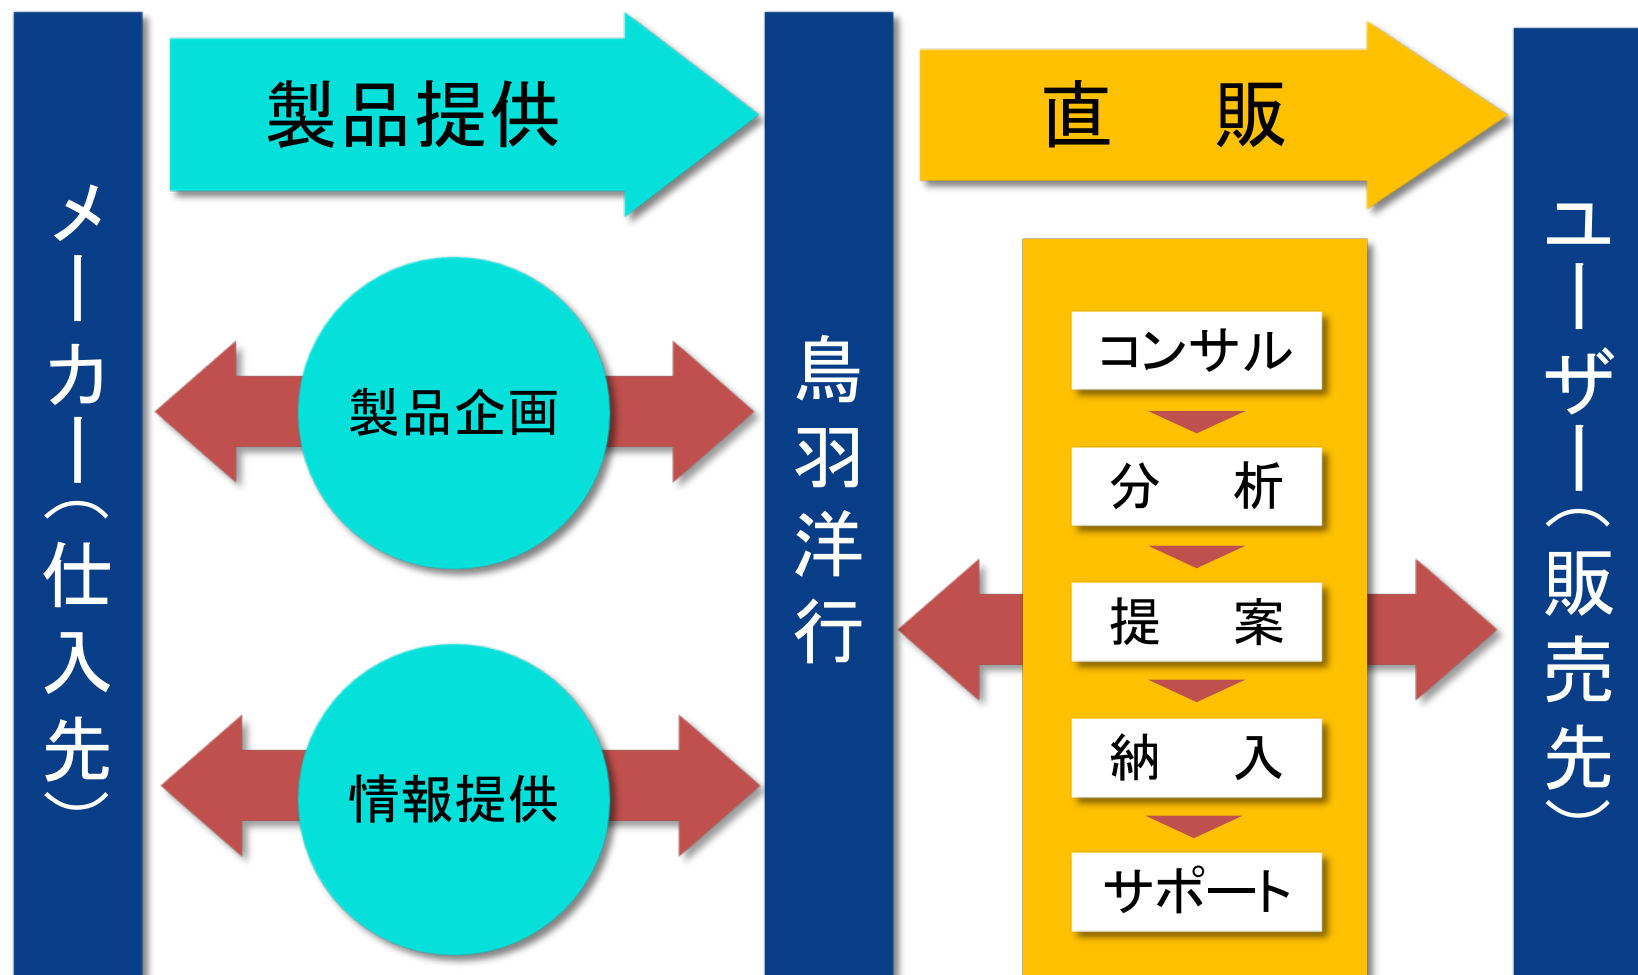 メーカー（仕入先）
製品提供
製品企画
情報提供
鳥羽洋行
直　販
コンサル
分　析
提　案
納　入
サポート
ユーザー（販売先）